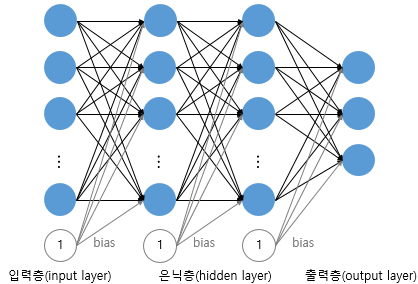 ⋮ ⋮ ⋮
1 bias 1 bias 1 bias
입력층(input layer) 은닉층(hidden layer) 출력층(output layer)